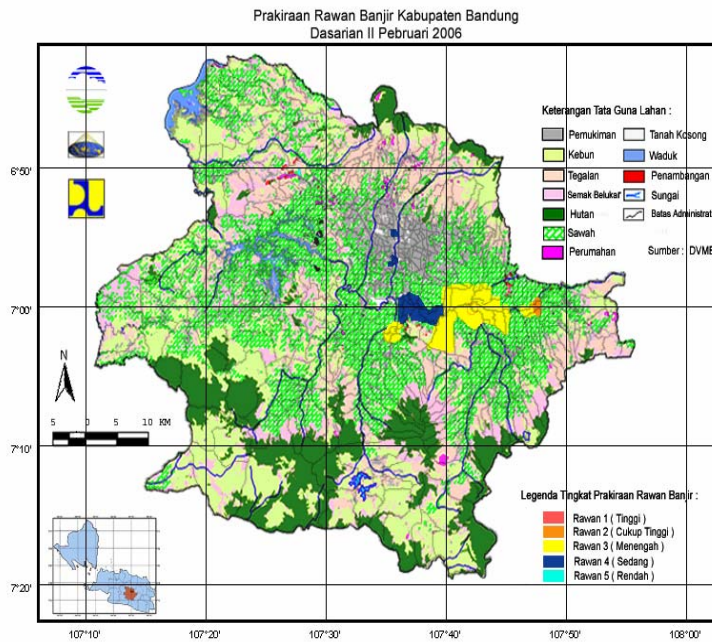 Prakiraan Rawan Banjir Kabupaten Bandung
Dasarian II Pebruari 2006
Keterangan Tata Guna Lahan :
Pemukiman
Tanah Kosong
Kebun
Waduk
Tegalan
Penambangan
Semak Belukar
Sungai
Hutan
Batas Administrat
Sawah
Perumahan
Sumber : DVMB
6°50'
7°00'
7°10'
7°20'
N
5 0 5 10 KM
Legenda Tingkat Prakiraan Rawan Banjir :
Rawan 1 ( Tinggi )
Rawan 2 ( Cukup Tinggi )
Rawan 3 ( Menengah )
Rawan 4 ( Sedang )
Rawan 5 ( Rendah )
107°10' 107°20' 107°30' 107°40' 107°50' 108°00'